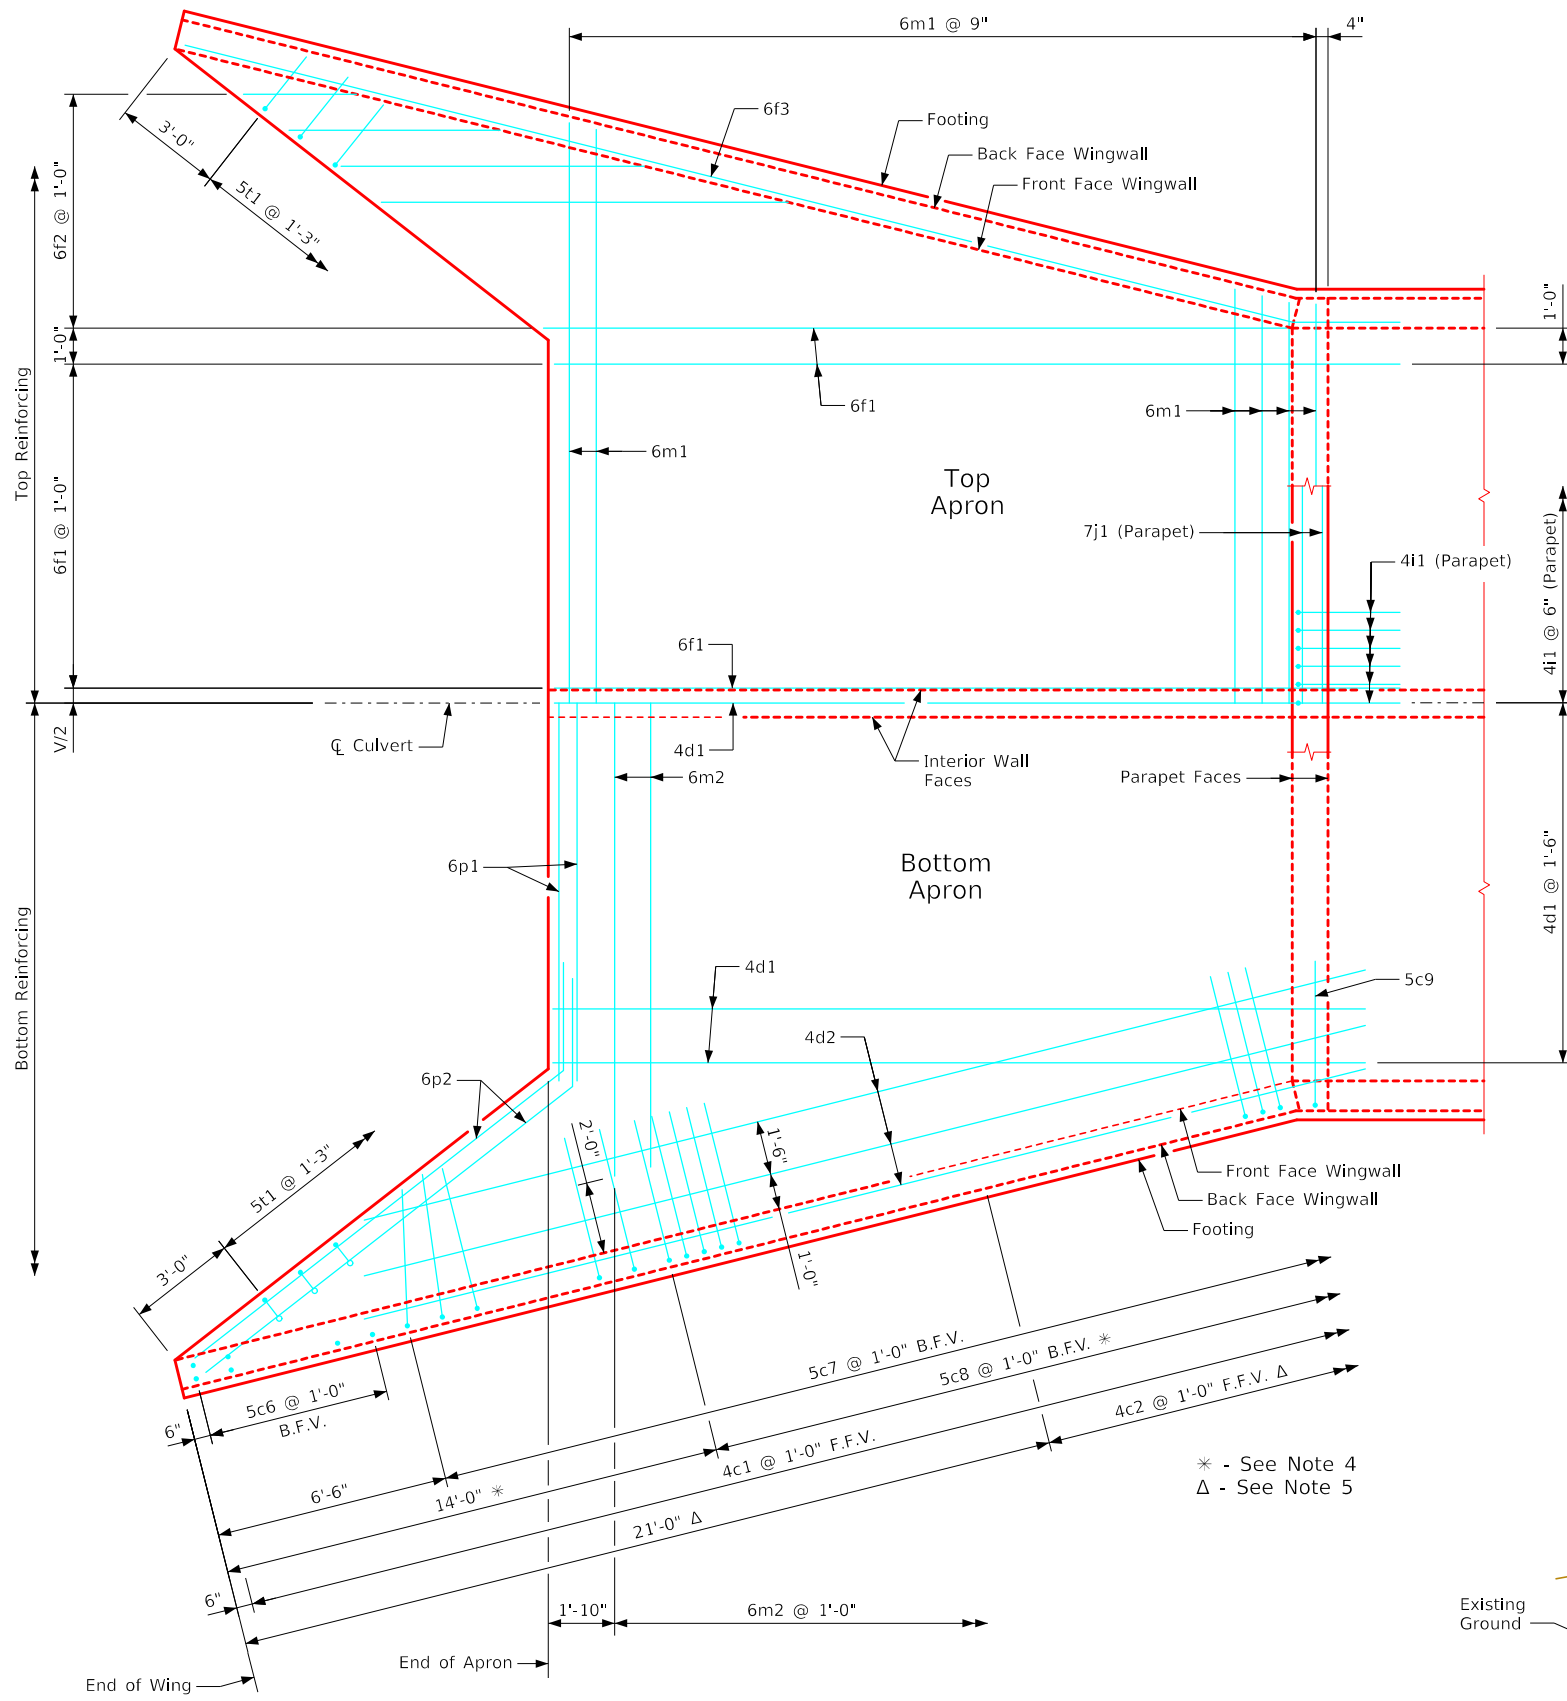 6m1 @ 9"
4"
6f3
Footing
Back Face Wingwall
Front Face Wingwall
3'-0"
5t1 @ 1'-3"
6f2 @ 1'-0"
1'-0"
6f1 @ 1'-0"
Top Reinforcing
V/2
1'-0"
6f1
6m1
6m1
Top
Apron
7j1 (Parapet)
4i1 (Parapet)
4i1 @ 6" (Parapet)
6f1
℄ Culvert
4d1
6m2
Interior Wall
Faces
Parapet Faces
6p1
Bottom
Apron
4d1 @ 1'-6"
Bottom Reinforcing
4d1
5c9
4d2
6p2
2'-0"
1'-6"
1'-0"
5t1 @ 1'-3"
3'-0"
Front Face Wingwall
Back Face Wingwall
Footing
5c6 @ 1'-0"
B.F.V.
6"
5c7 @ 1'-0" B.F.V.
5c8 @ 1'-0" B.F.V. *
4c1 @ 1'-0" F.F.V.
4c2 @ 1'-0" F.F.V. Δ
6'-6"
14'-0" *
21'-0" Δ
6"
* - See Note 4
Δ - See Note 5
1'-10"
6m2 @ 1'-0"
Existing
Ground
End of Apron
End of Wing